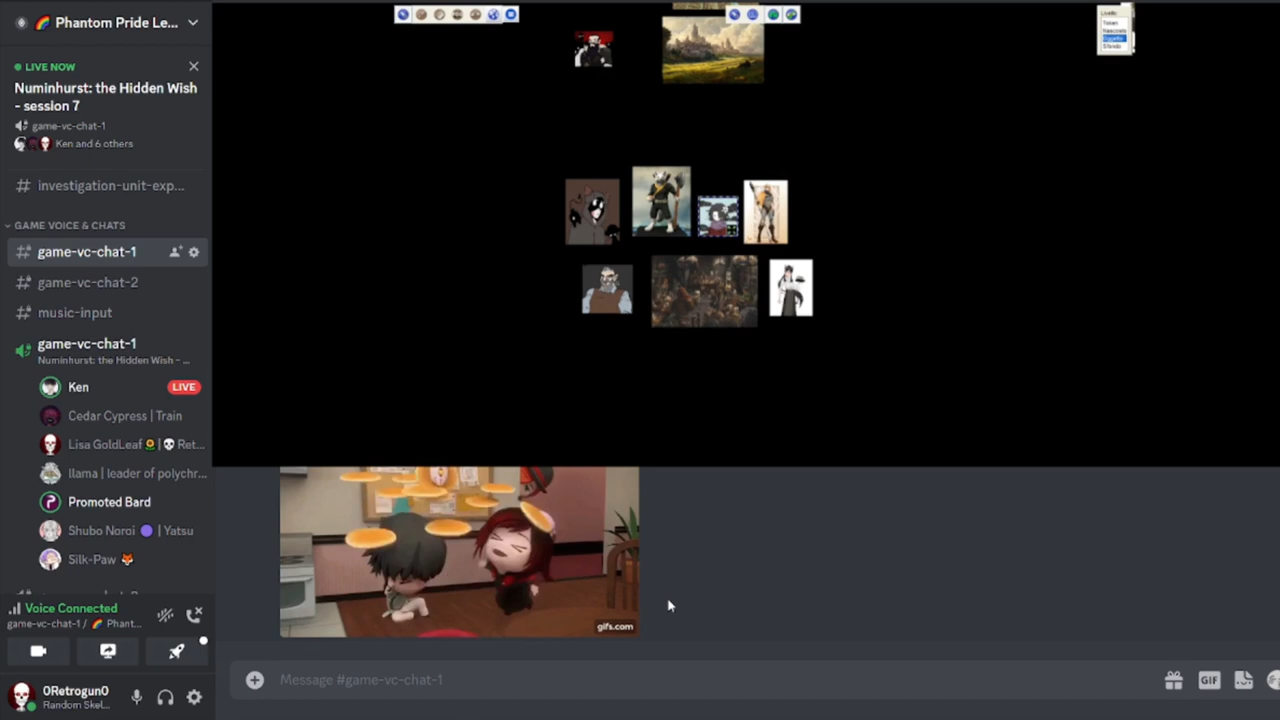 🌈 Phantom Pride Le...
LIVE NOW
Numinhurst: the Hidden Wish
- session 7
game-vc-chat-1
Ken and 6 others
investigation-unit-exp...
GAME VOICE & CHATS
game-vc-chat-1
game-vc-chat-2
music-input
game-vc-chat-1
Numinhurst: the Hidden Wish - ...
Ken
LIVE
Cedar Cypress | Train
Lisa GoldLeaf🌻 |💀Ret...
llama | leader of polychr...
Promoted Bard
Shubo Noroi 🟣 | Yatsu
Silk-Paw 🦊
Voice Connected
game-vc-chat-1 / 🌈 Phant...
0Retrogun0
Random Skel...
gifs.com
Message #game-vc-chat-1
GIF
Token